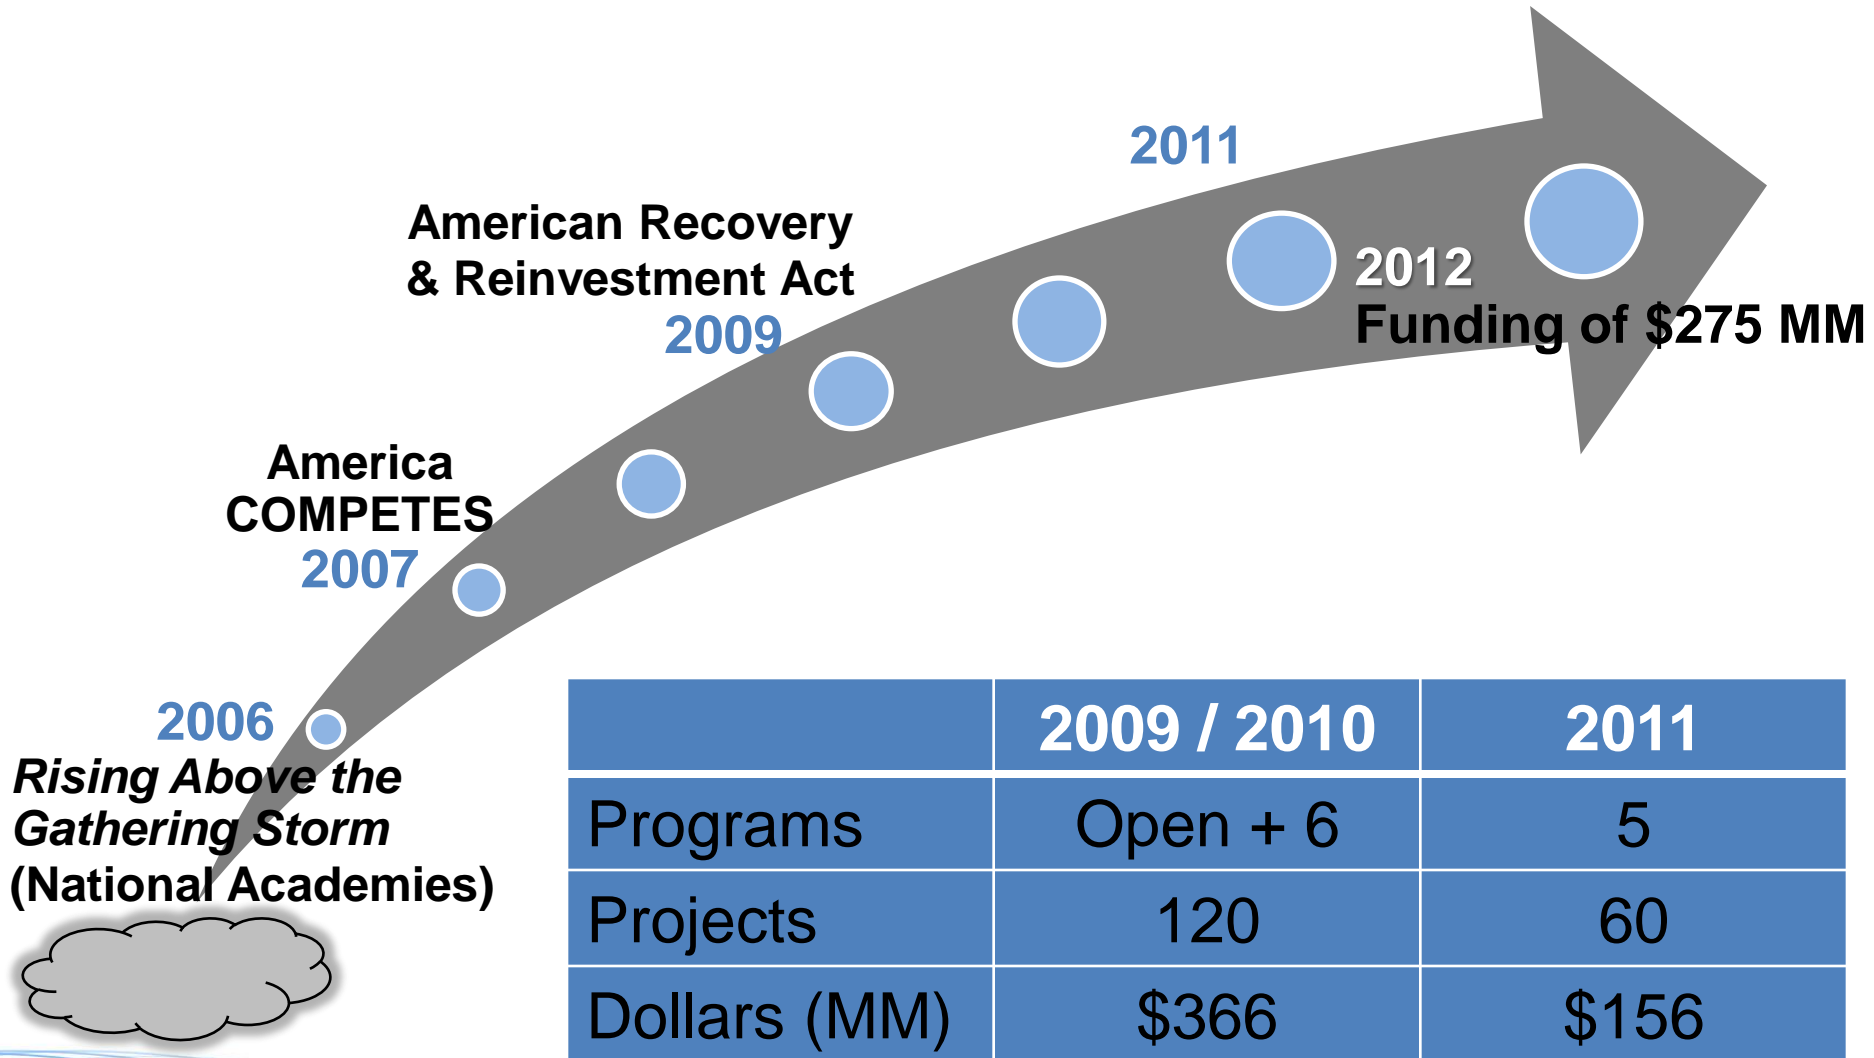 2011
American Recovery
& Reinvestment Act
2009
2012
Funding of $275 MM
America
COMPETES
2007
2006
Rising Above the
Gathering Storm
(National Academies)
2009 / 2010 2011
Programs Open + 6 5
Projects 120 60
Dollars (MM) $366 $156